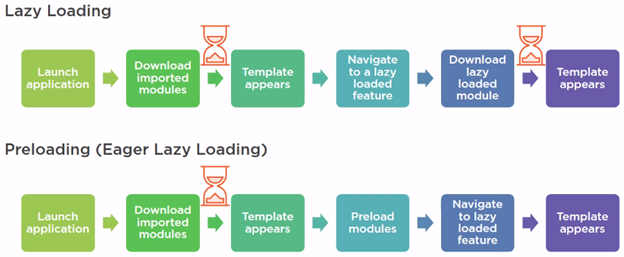 Lazy Loading
Launch
application
Download
imported
modules
Template
appears
Navigate
to a lazy
loaded
feature
Download
lazy
loaded
module
Template
appears
Preloading (Eager Lazy Loading)
Launch
application
Download
imported
modules
Template
appears
Preload
modules
Navigate
to lazy
loaded
feature
Template
appears